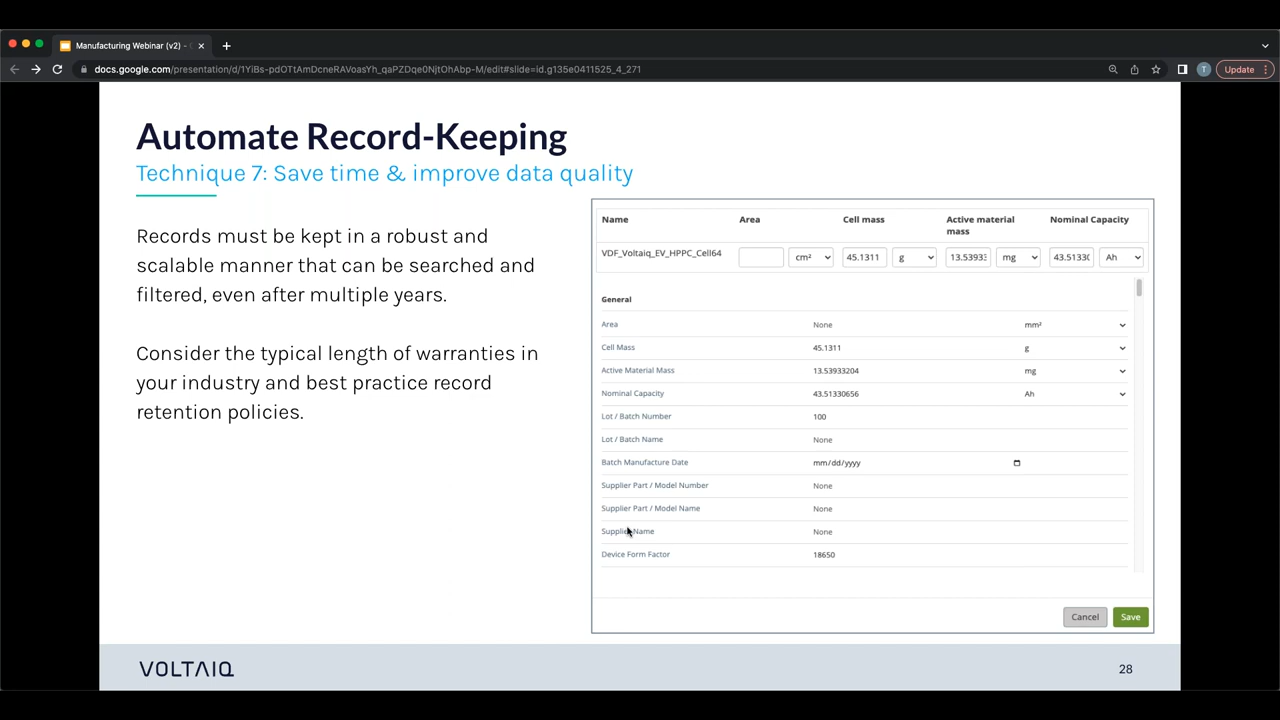 Manufacturing Webinar (v2) -
docs.google.com/presentation/d/1YiBs-pdOTtAmDcneRAVoasYh_qaPZDqe0NjtOhAbp-M/edit#slide=id.g135e0411525_4_271
T
Update
Automate Record-Keeping
Technique 7: Save time & improve data quality
Records must be kept in a robust and
scalable manner that can be searched and
filtered, even after multiple years.
Consider the typical length of warranties in
your industry and best practice record
retention policies.
Name Area Cell mass Active material Nominal Capacity
mass
VDF_Voltaiq_EV_HPPC_Cell64 cm² 45.1311 g 13.53933 mg 43.5133 Ah
General
Area None mm²
Cell Mass 45.1311 g
Active Material Mass 13.53933204 mg
Nominal Capacity 43.51330656 Ah
Lot / Batch Number 100
Lot / Batch Name None
Batch Manufacture Date mm/dd/yyyy
Supplier Part / Model Number None
Supplier Part / Model Name None
Supplier Name None
Device Form Factor 18650
Cancel Save
VOLTAIQ
28